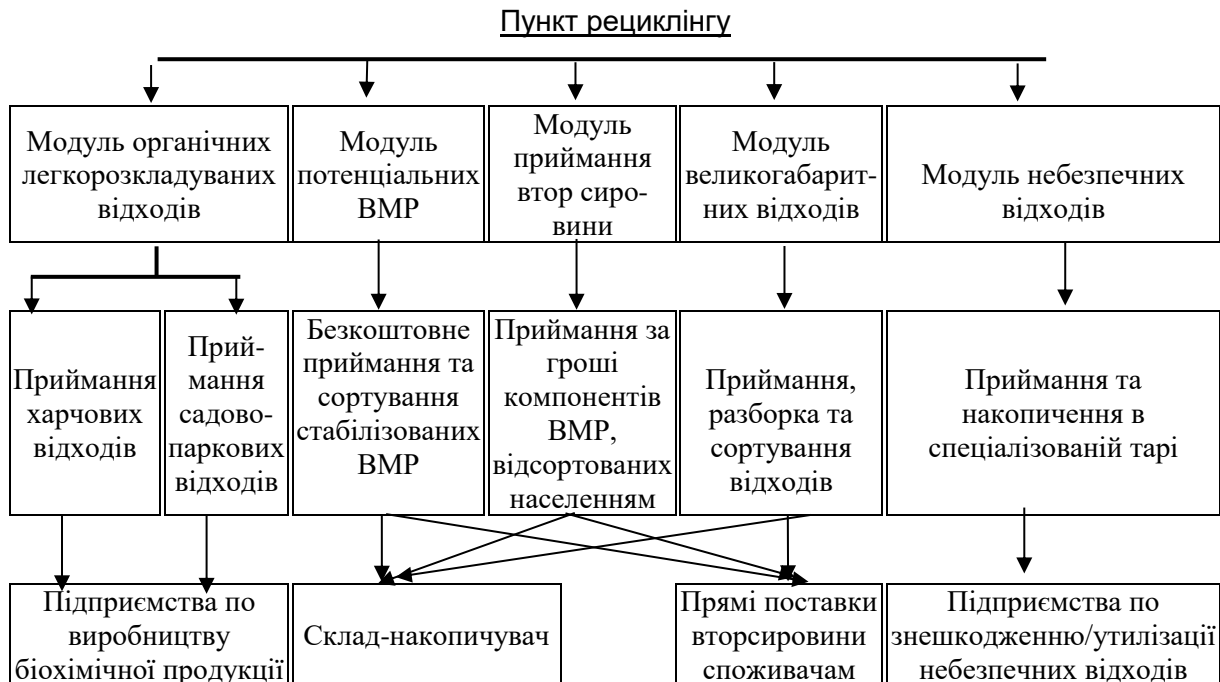 Пункт рециклінгу
Модуль органічних
легкорозкладуваних
відходів
Модуль
потенціальних
ВМР
Модуль
приймання
втор сиро-
вини
Модуль
великогабарит-
них відходів
Модуль небезпечних
відходів
Приймання
харчових
відходів
Прий-
мання
садово-
паркових
відходів
Безкоштовне
приймання та
сортування
стабілізованих
ВМР
Приймання за
гроші
компонентів
ВМР,
відсортованих
населенням
Приймання,
разборка та
сортування
відходів
Приймання та
накопичення в
спеціалізованій тарі
Підприємства по
виробництву
біохімічної продукції
Склад-накопичувач
Прямі поставки
вторсировини
споживачам
Підприємства по
знешкодженню/утилізації
небезпечних відходів